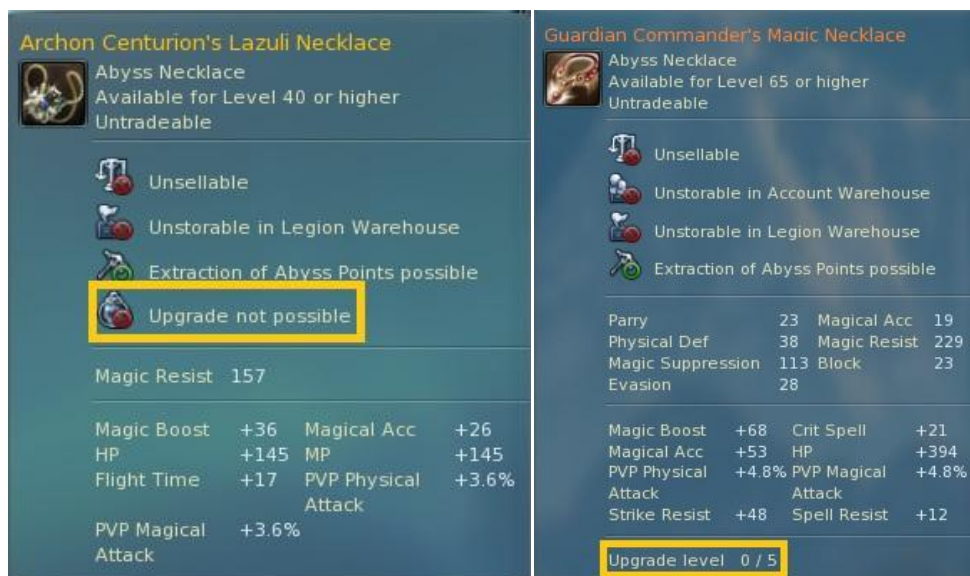 Archon Centurion's Lazuli Necklace
Abyss Necklace
Available for Level 40 or higher
Untradeable
Unsellable
Unstorable in Legion Warehouse
Extraction of Abyss Points possible
Upgrade not possible
Magic Resist 157
Magic Boost +36 Magical Acc +26
HP +145 MP +145
Flight Time +17 PVP Physical +3.6%
Attack
PVP Magical +3.6%
Attack
Guardian Commander's Magic Necklace
Abyss Necklace
Available for Level 65 or higher
Untradeable
Unsellable
Unstorable in Account Warehouse
Unstorable in Legion Warehouse
Extraction of Abyss Points possible
Parry 23 Magical Acc 19
Physical Def 38 Magic Resist 229
Magic Suppression 113 Block 23
Evasion 28
Magic Boost +68 Crit Spell +21
Magical Acc +53 HP +394
PVP Physical +4.8% PVP Magical +4.8%
Attack Attack
Strike Resist +48 Spell Resist +12
Upgrade level 0 / 5